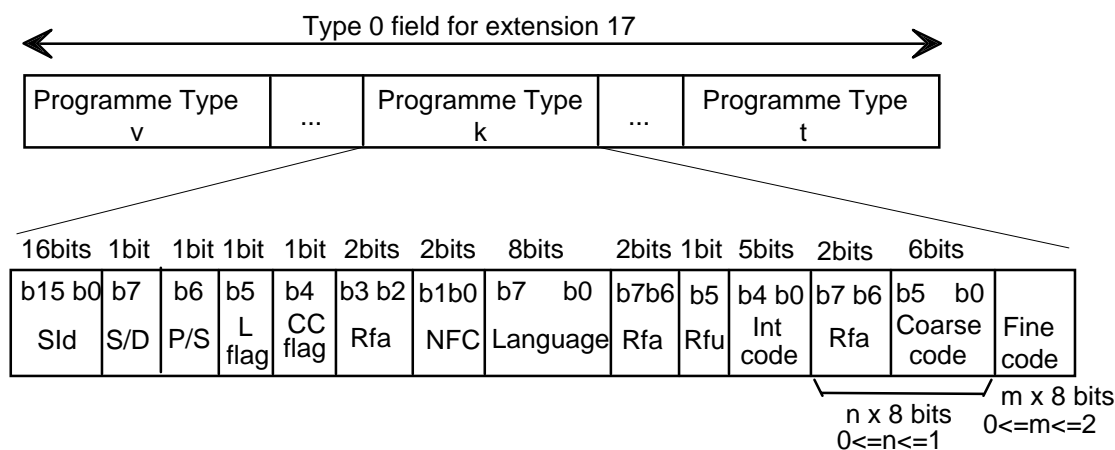 Type 0 field for extension 17
Programme Type v ... Programme Type k ... Programme Type t
16bits 1bit 1bit 1bit 1bit 2bits 2bits 8bits 2bits 1bit 5bits 2bits 6bits
b15 b0 b7 b6 b5 b4 b3 b2 b1b0 b7 b0 b7b6 b5 b4 b0 b7 b6 b5 b0
SId S/D P/S L flag CC flag Rfa NFC Language Rfa Rfu Int code Rfa Coarse code Fine code
n x 8 bits m x 8 bits
0<=n<=1 0<=m<=2